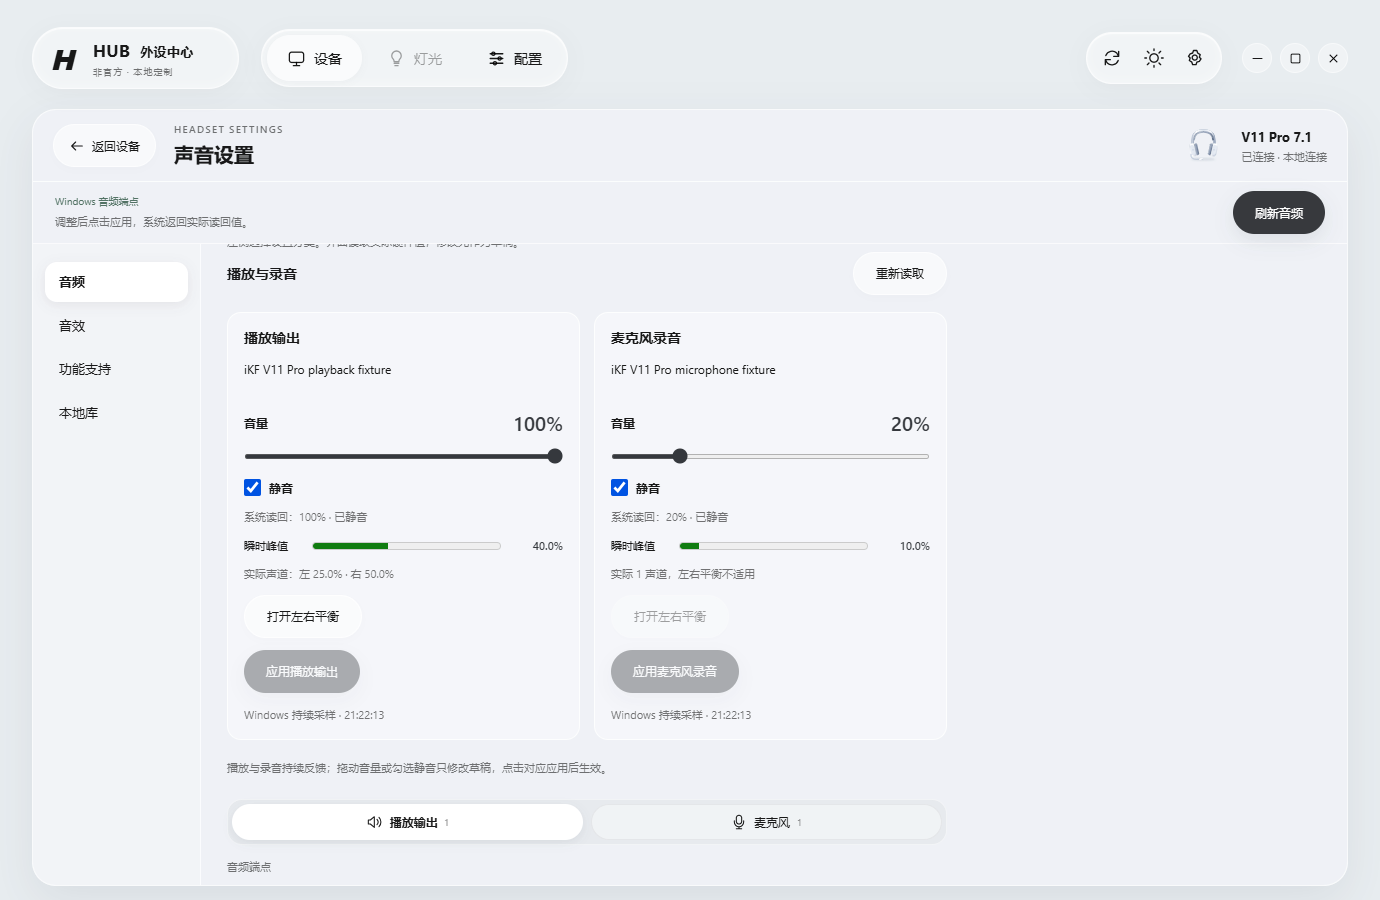 HUB 外设中心
非官方 · 本地定制
设备
灯光
配置
返回设备
HEADSET SETTINGS
声音设置
V11 Pro 7.1
已连接 · 本地连接
Windows 音频端点
调整后点击应用，系统返回实际读回值。
刷新音频
音频
音效
功能支持
本地库
播放与录音
重新读取
播放输出
iKF V11 Pro playback fixture
音量 100%
静音
系统读回：100% · 已静音
瞬时峰值 40.0%
实际声道：左 25.0% · 右 50.0%
打开左右平衡
应用播放输出
Windows 持续采样 · 21:22:13
麦克风录音
iKF V11 Pro microphone fixture
音量 20%
静音
系统读回：20% · 已静音
瞬时峰值 10.0%
实际 1 声道，左右平衡不适用
打开左右平衡
应用麦克风录音
Windows 持续采样 · 21:22:13
播放与录音持续反馈；拖动音量或勾选静音只修改草稿，点击对应应用后生效。
播放输出 1
麦克风 1
音频端点